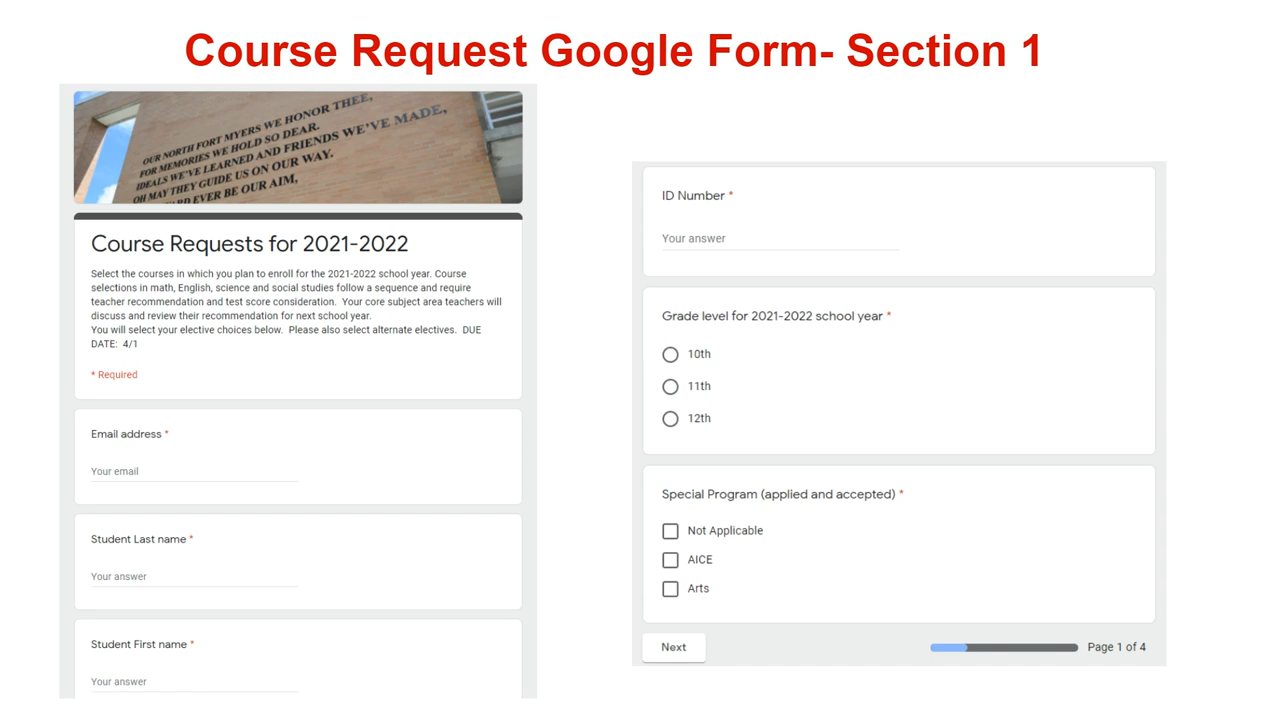 Course Request Google Form- Section 1
OUR NORTH FORT MYERS WE HONOR THEE,
FOR MEMORIES WE HOLD SO DEAR.
IDEALS WE'VE LEARNED AND FRIENDS WE'VE MADE,
OH MAY THEY GUIDE US ON OUR WAY.
EVER BE OUR AIM,
Course Requests for 2021-2022
Select the courses in which you plan to enroll for the 2021-2022 school year. Course
selections in math, English, science and social studies follow a sequence and require
teacher recommendation and test score consideration. Your core subject area teachers will
discuss and review their recommendation for next school year.
You will select your elective choices below. Please also select alternate electives. DUE
DATE: 4/1
* Required
Email address *
Your email
Student Last name *
Your answer
Student First name *
Your answer
ID Number *
Your answer
Grade level for 2021-2022 school year *
10th
11th
12th
Special Program (applied and accepted) *
Not Applicable
AICE
Arts
Next
Page 1 of 4